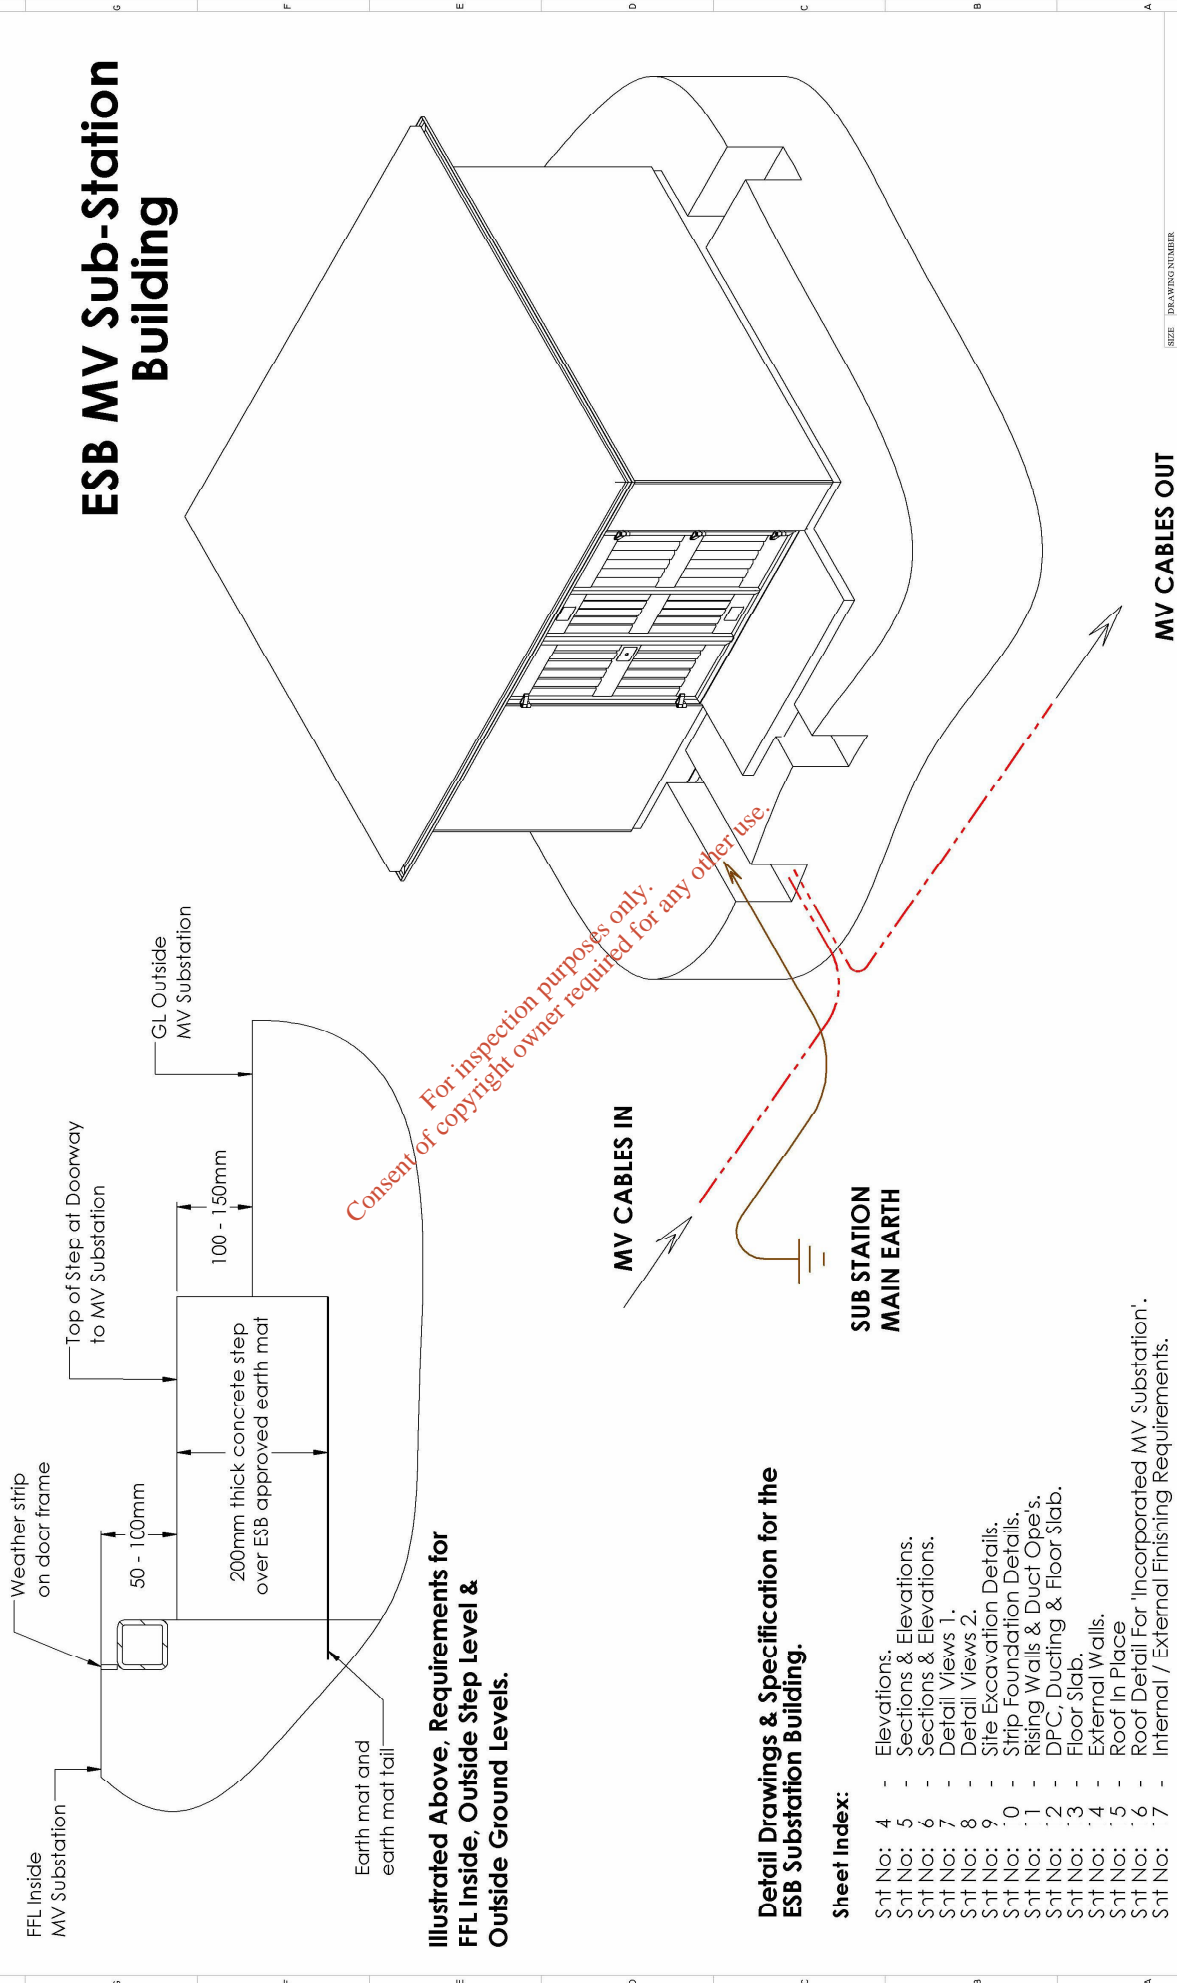 ESB MV Sub-Station
Building
FFL Inside
MV Substation
Weather strip
on door frame
50 - 100mm
Top of Step at Doorway
to MV Substation
100 - 150mm
GL Outside
MV Substation
200mm thick concrete step
over ESB approved earth mat
Earth mat and
earth mat tail
Illustrated Above, Requirements for
FFL Inside, Outside Step Level &
Outside Ground Levels.
For inspection purposes only.
Consent of copyright owner required for any other use.
MV CABLES IN
SUB STATION
MAIN EARTH
MV CABLES OUT
Detail Drawings & Specification for the
ESB Substation Building.
Sheet Index:
Sht No: 4 - Elevations.
Sht No: 5 - Sections & Elevations.
Sht No: 6 - Sections & Elevations.
Sht No: 7 - Detail Views 1.
Sht No: 8 - Detail Views 2.
Sht No: 9 - Site Excavation Details.
Sht No: 10 - Strip Foundation Details.
Sht No: 11 - Rising Walls & Duct Ope's.
Sht No: 12 - DPC, Ducting & Floor Slab.
Sht No: 13 - Floor Slab.
Sht No: 14 - External Walls.
Sht No: 15 - Roof In Place
Sht No: 16 - Roof Detail For 'Incorporated MV Substation'.
Sht No: 17 - Internal / External Finishing Requirements.
SIZE DRAWING NUMBER
G
F
E
D
C
B
A